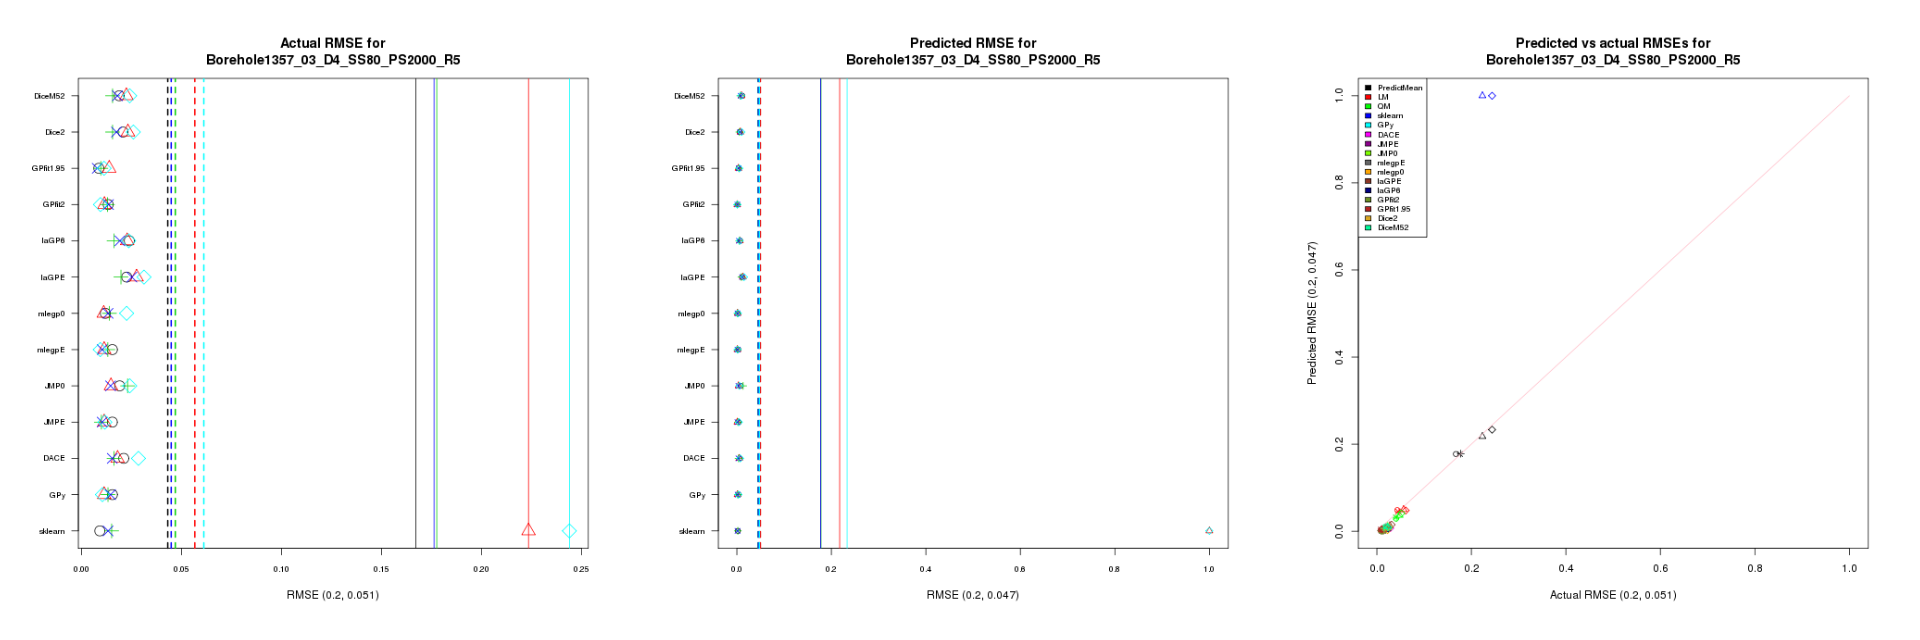 Actual RMSE for
Borehole1357_03_D4_SS80_PS2000_R5
DiceM52
Dice2
GPfit1.95
GPfit2
laGP6
laGPE
mlegp0
mlegpE
JMP0
JMPE
DACE
GPy
sklearn
0.00 0.05 0.10 0.15 0.20 0.25
RMSE (0.2, 0.051)
Predicted RMSE for
Borehole1357_03_D4_SS80_PS2000_R5
DiceM52
Dice2
GPfit1.95
GPfit2
laGP6
laGPE
mlegp0
mlegpE
JMP0
JMPE
DACE
GPy
sklearn
0.0 0.2 0.4 0.6 0.8 1.0
RMSE (0.2, 0.047)
Predicted vs actual RMSEs for
Borehole1357_03_D4_SS80_PS2000_R5
PredictMean
LM
QM
sklearn
GPy
DACE
JMPE
JMP0
mlegpE
mlegp0
laGPE
laGP6
GPfit2
GPfit1.95
Dice2
DiceM52
Predicted RMSE (0.2, 0.047)
1.0
0.8
0.6
0.4
0.2
0.0
0.0 0.2 0.4 0.6 0.8 1.0
Actual RMSE (0.2, 0.051)